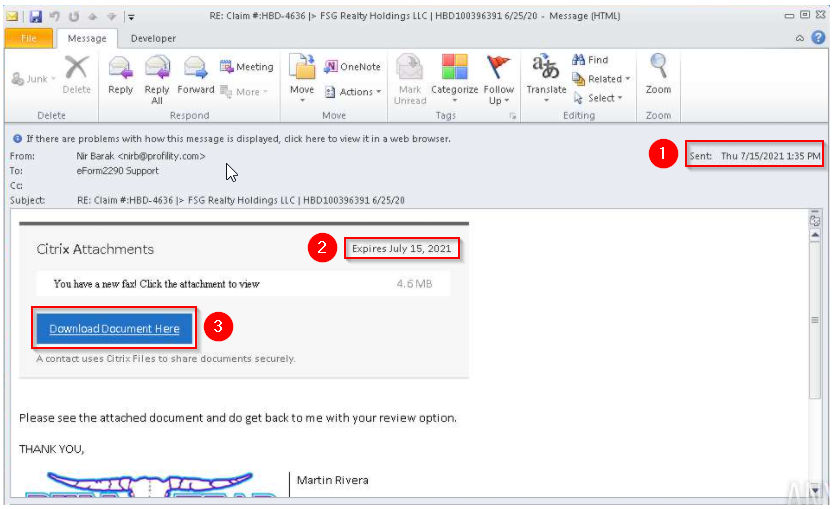 RE: Claim #:HBD-4636 |> FSG Realty Holdings LLC | HBD100396391 6/25/20 - Message (HTML)
File Message Developer
Junk Delete Reply Reply All Forward Meeting More Move OneNote Actions Mark Unread Categorize Follow Up Translate Find Related Select Zoom
Delete Respond Move Tags Editing Zoom
If there are problems with how this message is displayed, click here to view it in a web browser.
From: Nir Barak <nirb@profility.com>
1 Sent: Thu 7/15/2021 1:35 PM
To: eForm2290 Support
Cc:
Subject: RE: Claim #:HBD-4636 |> FSG Realty Holdings LLC | HBD100396391 6/25/20
Citrix Attachments 2 Expires July 15, 2021
You have a new fax! Click the attachment to view 4.6 MB
Download Document Here 3
A contact uses Citrix Files to share documents securely.
Please see the attached document and do get back to me with your review option.
THANK YOU,
Martin Rivera